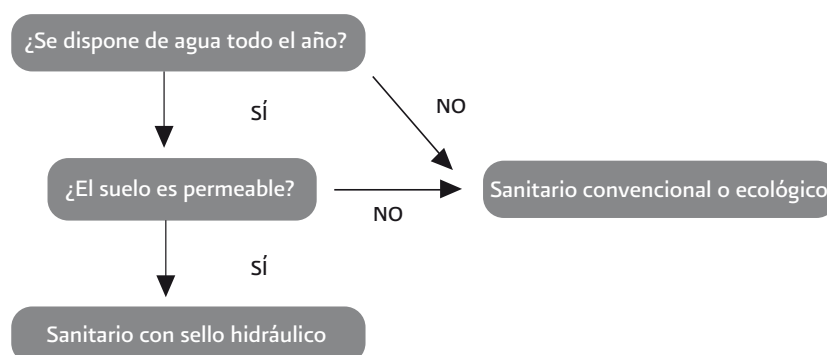 ¿Se dispone de agua todo el año?
SÍ
NO
¿El suelo es permeable?
NO
Sanitario convencional o ecológico
SÍ
Sanitario con sello hidráulico